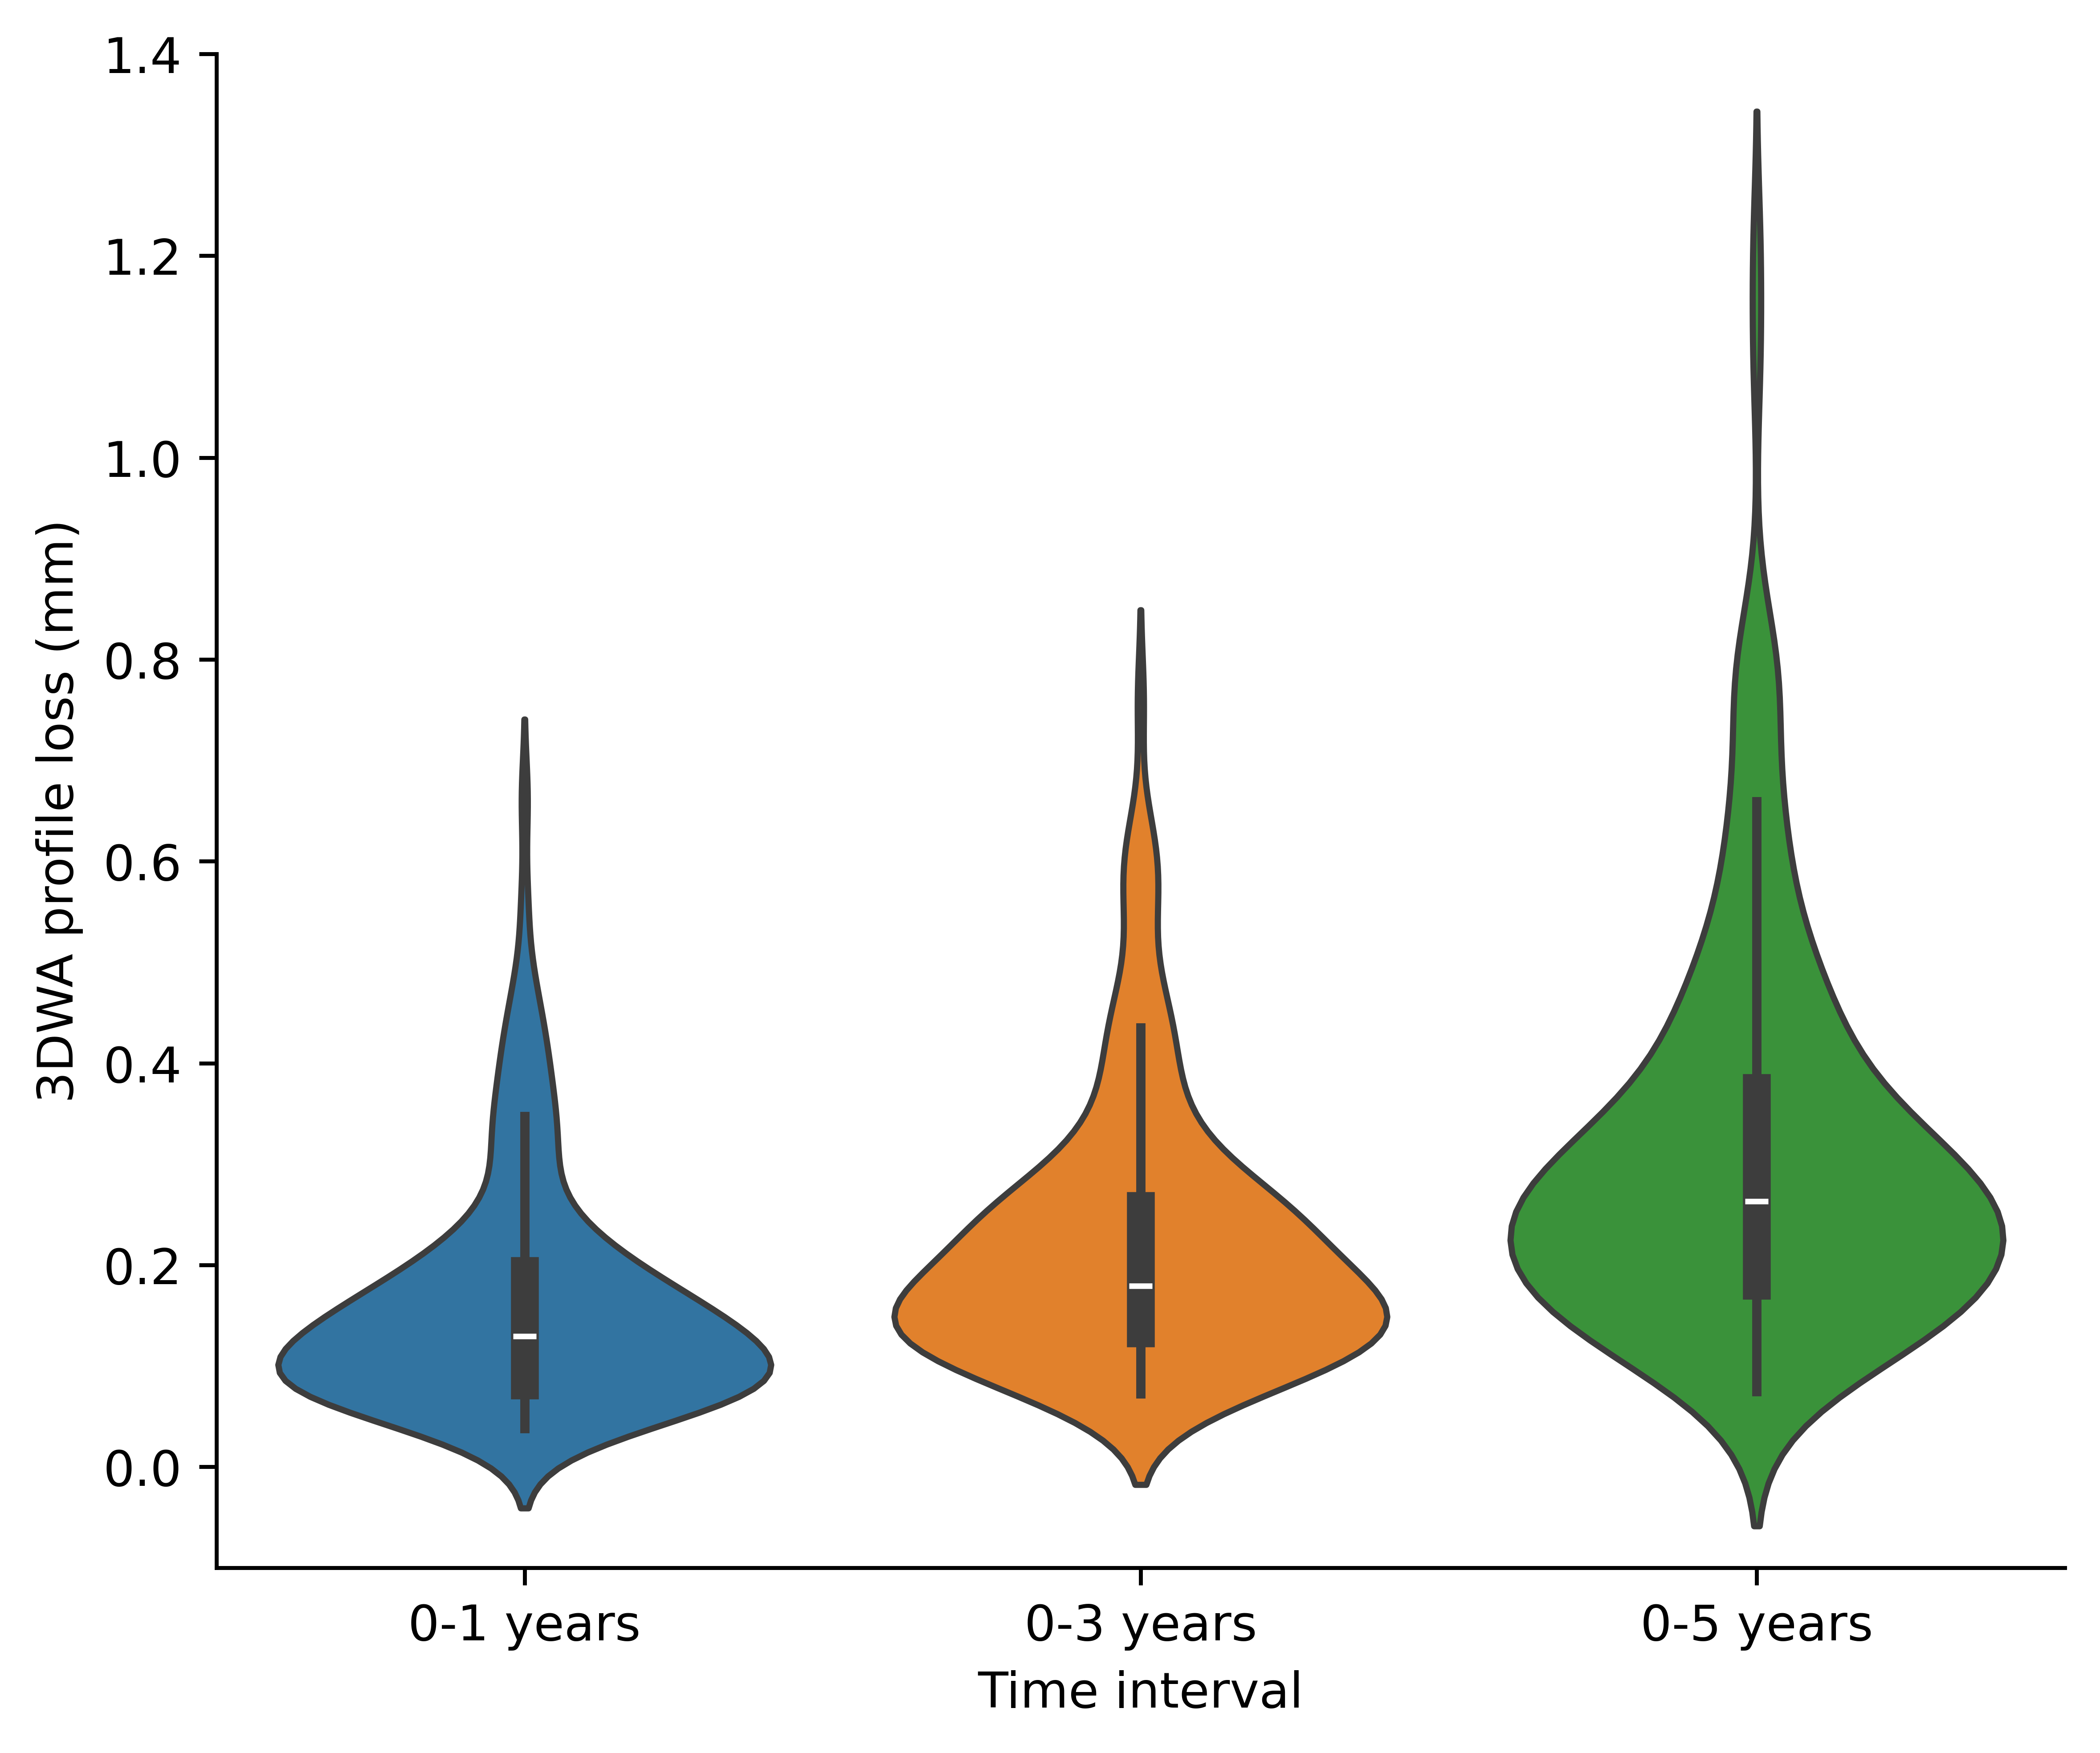 1.4
1.2
1.0
0.8
0.6
0.4
0.2
0.0
3DWA profile loss (mm)
0-1 years
0-3 years
0-5 years
Time interval